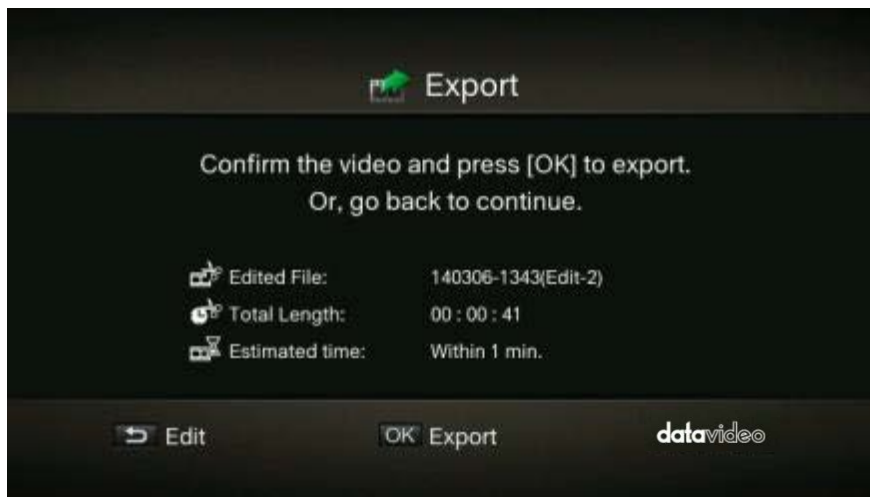 Export
Confirm the video and press [OK] to export.
Or, go back to continue.
Edited File: 140306-1343(Edit-2)
Total Length: 00 : 00 : 41
Estimated time: Within 1 min.
Edit OK Export datavideo